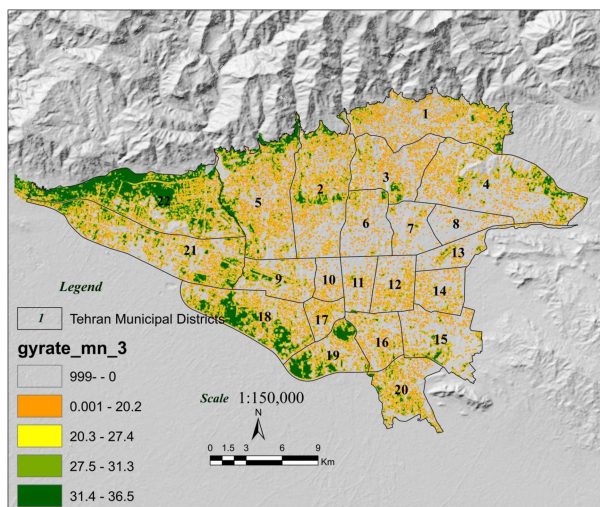 1
2
3
4
5
6
7
8
22
21
9
10
11
12
13
14
18
17
16
15
19
20
Legend
1 Tehran Municipal Districts
gyrate_mn_3
999- - 0
0.001 - 20.2
20.3 - 27.4
27.5 - 31.3
31.4 - 36.5
Scale 1:150,000
N
0 1.5 3 6 9
Km